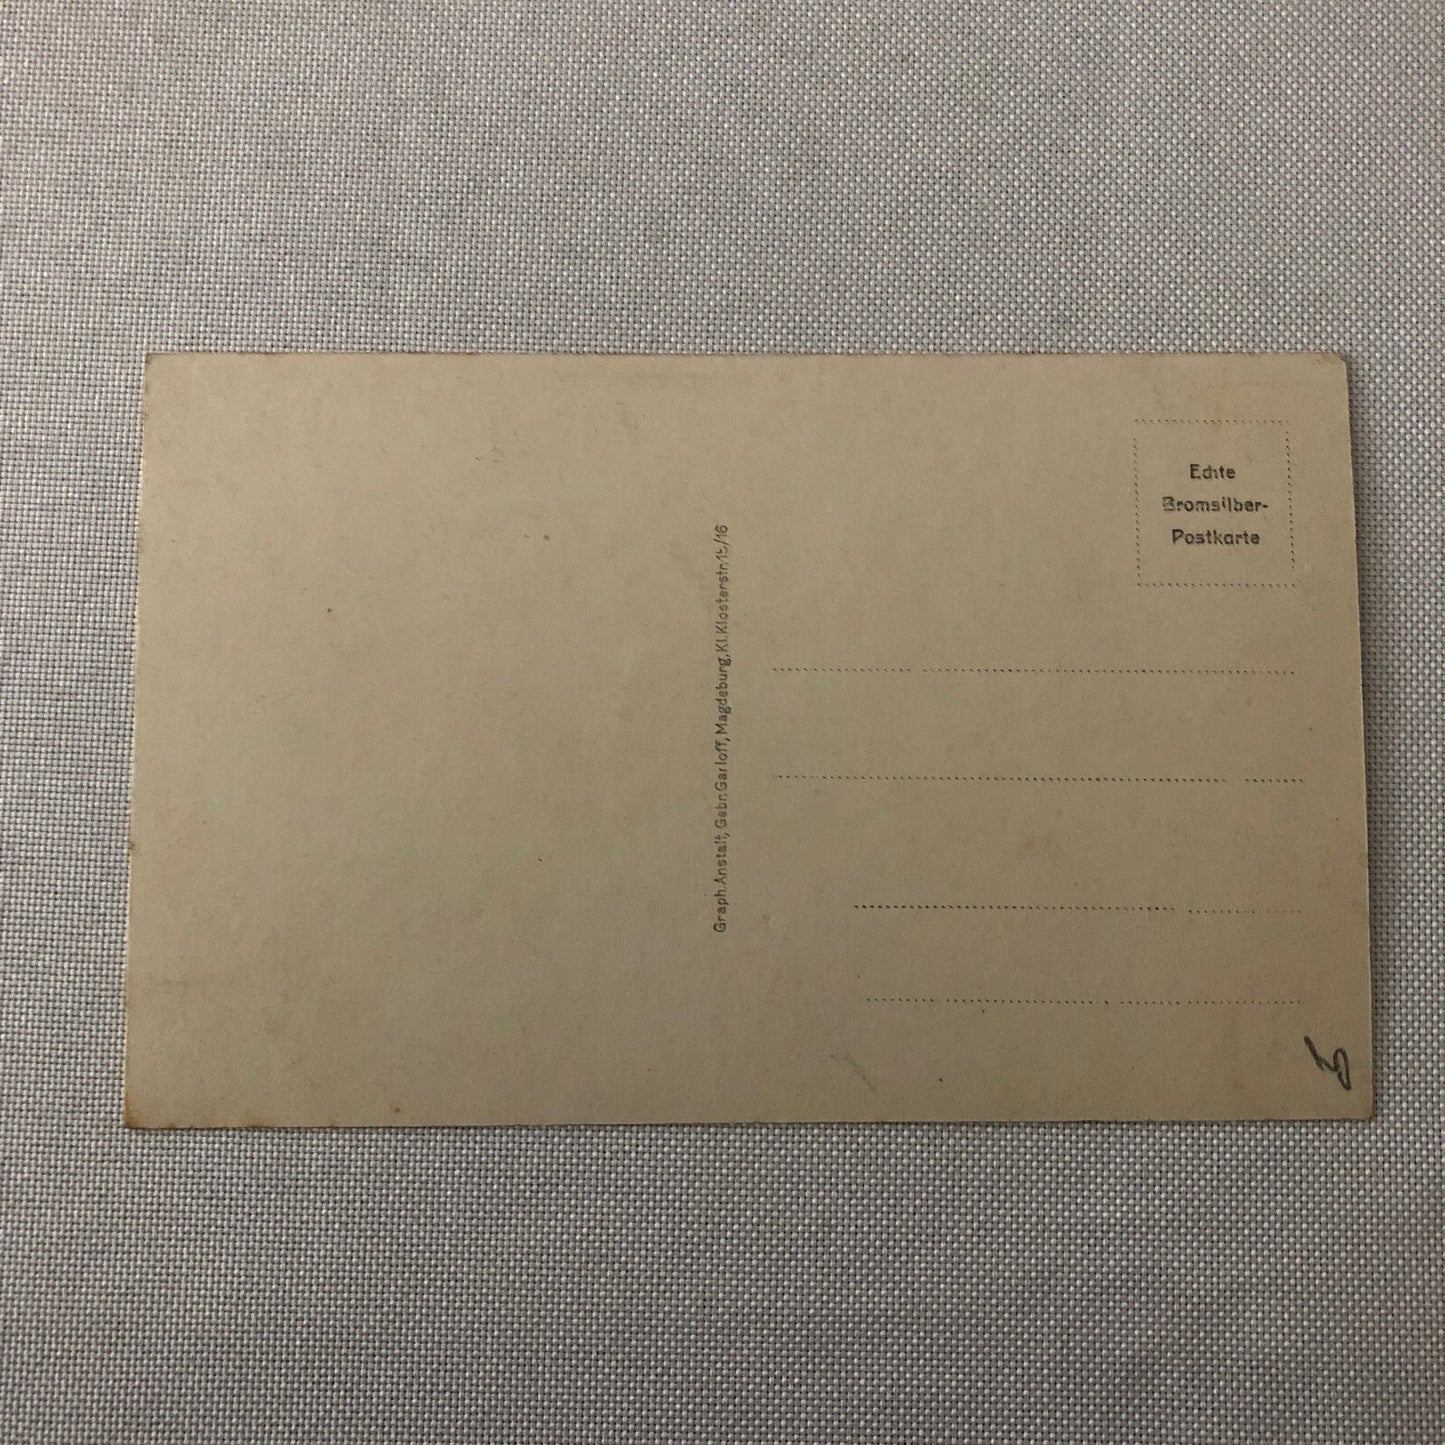 Echte
Bromsilber-
Postkarte
Graph.Anstalt, Gebr.Garloff, Magdeburg, Kl.Klosterstr.15/16